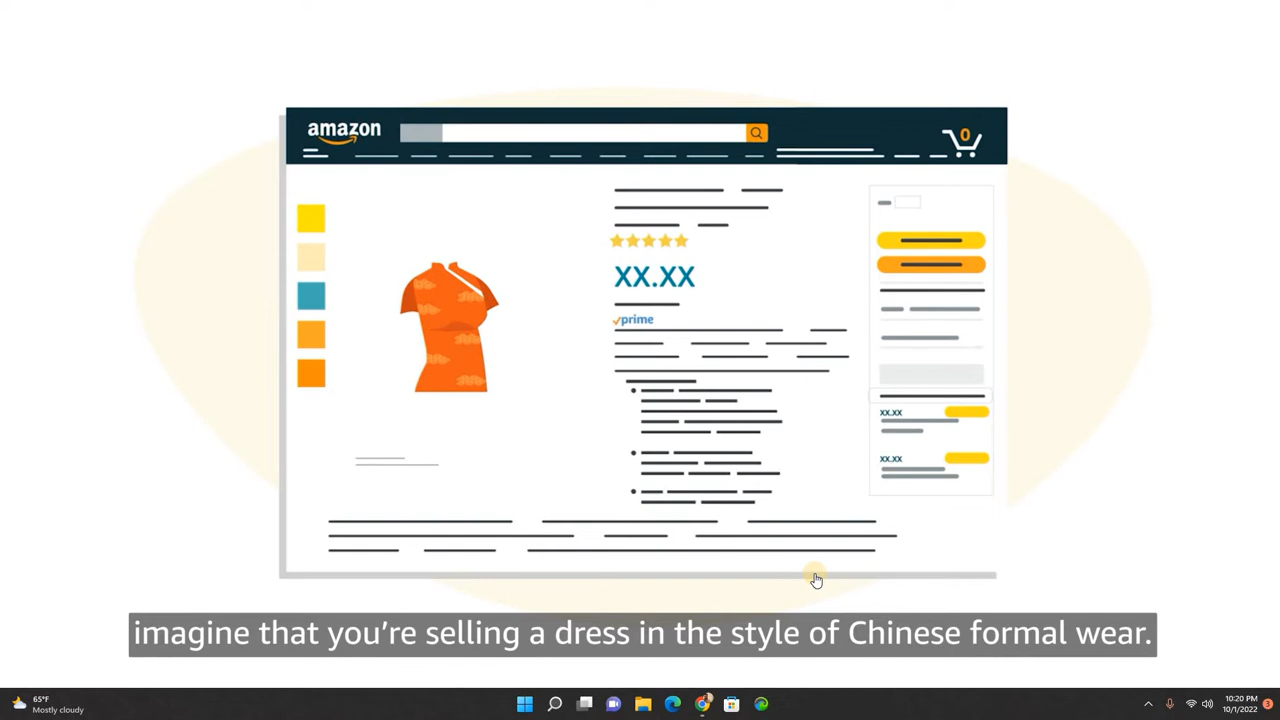 amazon
0
XX.XX
prime
XX.XX
XX.XX
imagine that you’re selling a dress in the style of Chinese formal wear.
65°F
Mostly cloudy
10:20 PM
10/1/2022
3